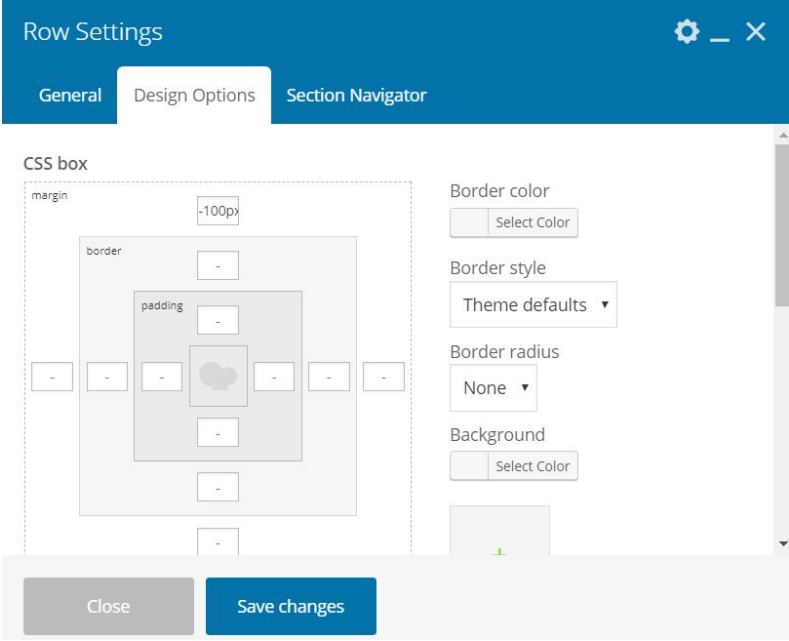 Row Settings
General Design Options Section Navigator
CSS box
margin
-100px
border
-
padding
-
- - - - - -
-
-
-
Border color
Select Color
Border style
Theme defaults
Border radius
None
Background
Select Color
Close Save changes